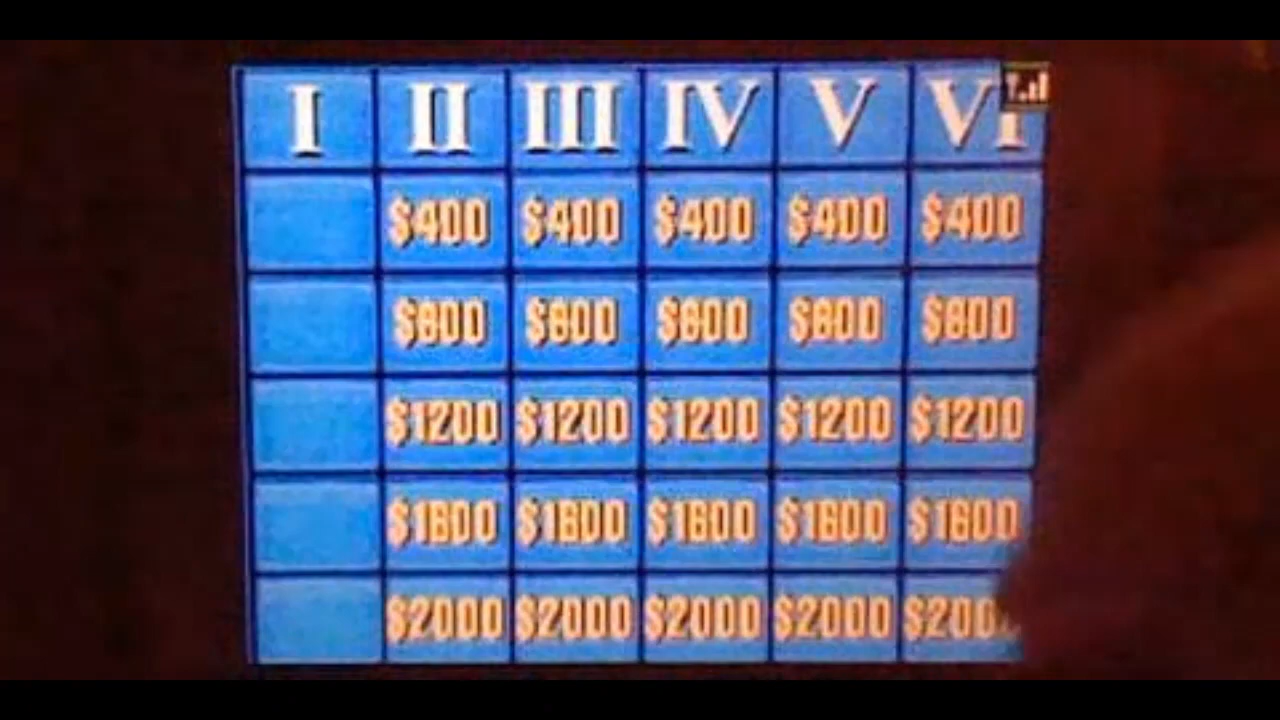 I II III IV V VI
$400 $400 $400 $400 $400
$800 $800 $800 $800 $800
$1200 $1200 $1200 $1200 $1200
$1600 $1600 $1600 $1600 $1600
$2000 $2000 $2000 $2000 $200